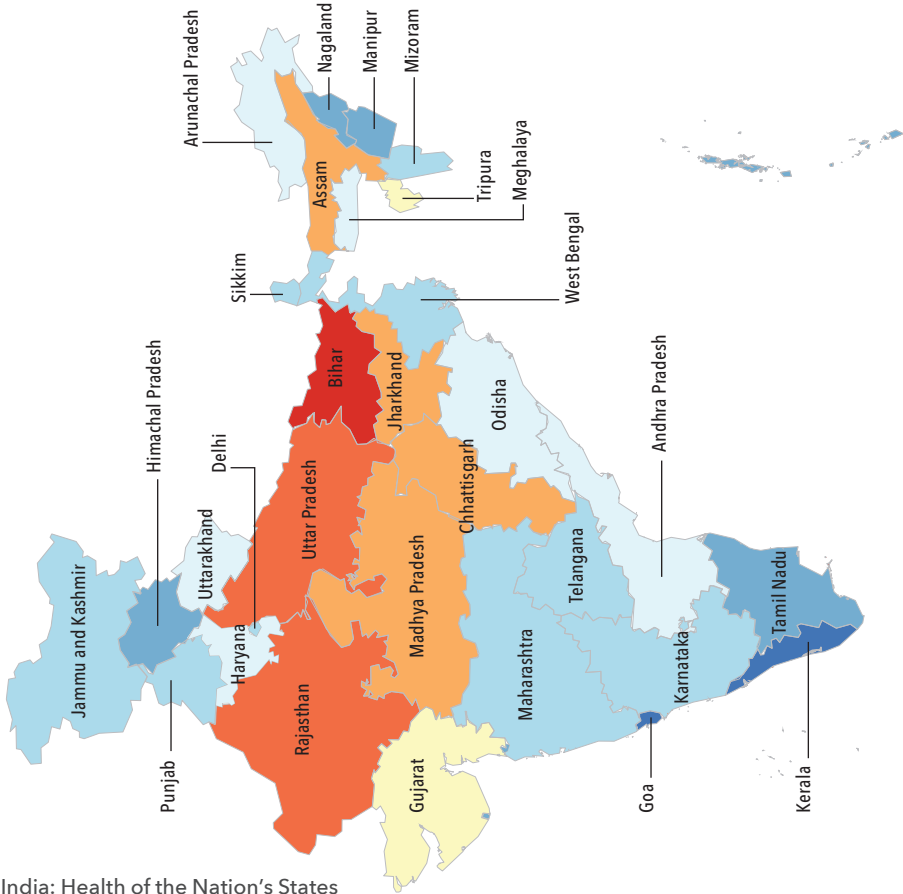 Arunachal Pradesh
Nagaland
Manipur
Mizoram
Assam
Tripura
Meghalaya
Sikkim
West Bengal
Bihar
Jharkhand
Himachal Pradesh
Delhi
Odisha
Andhra Pradesh
Uttarakhand
Uttar Pradesh
Chhattisgarh
Jammu and Kashmir
Haryana
Madhya Pradesh
Telangana
Tamil Nadu
Punjab
Rajasthan
Maharashtra
Karnataka
Gujarat
Goa
Kerala
India: Health of the Nation's States